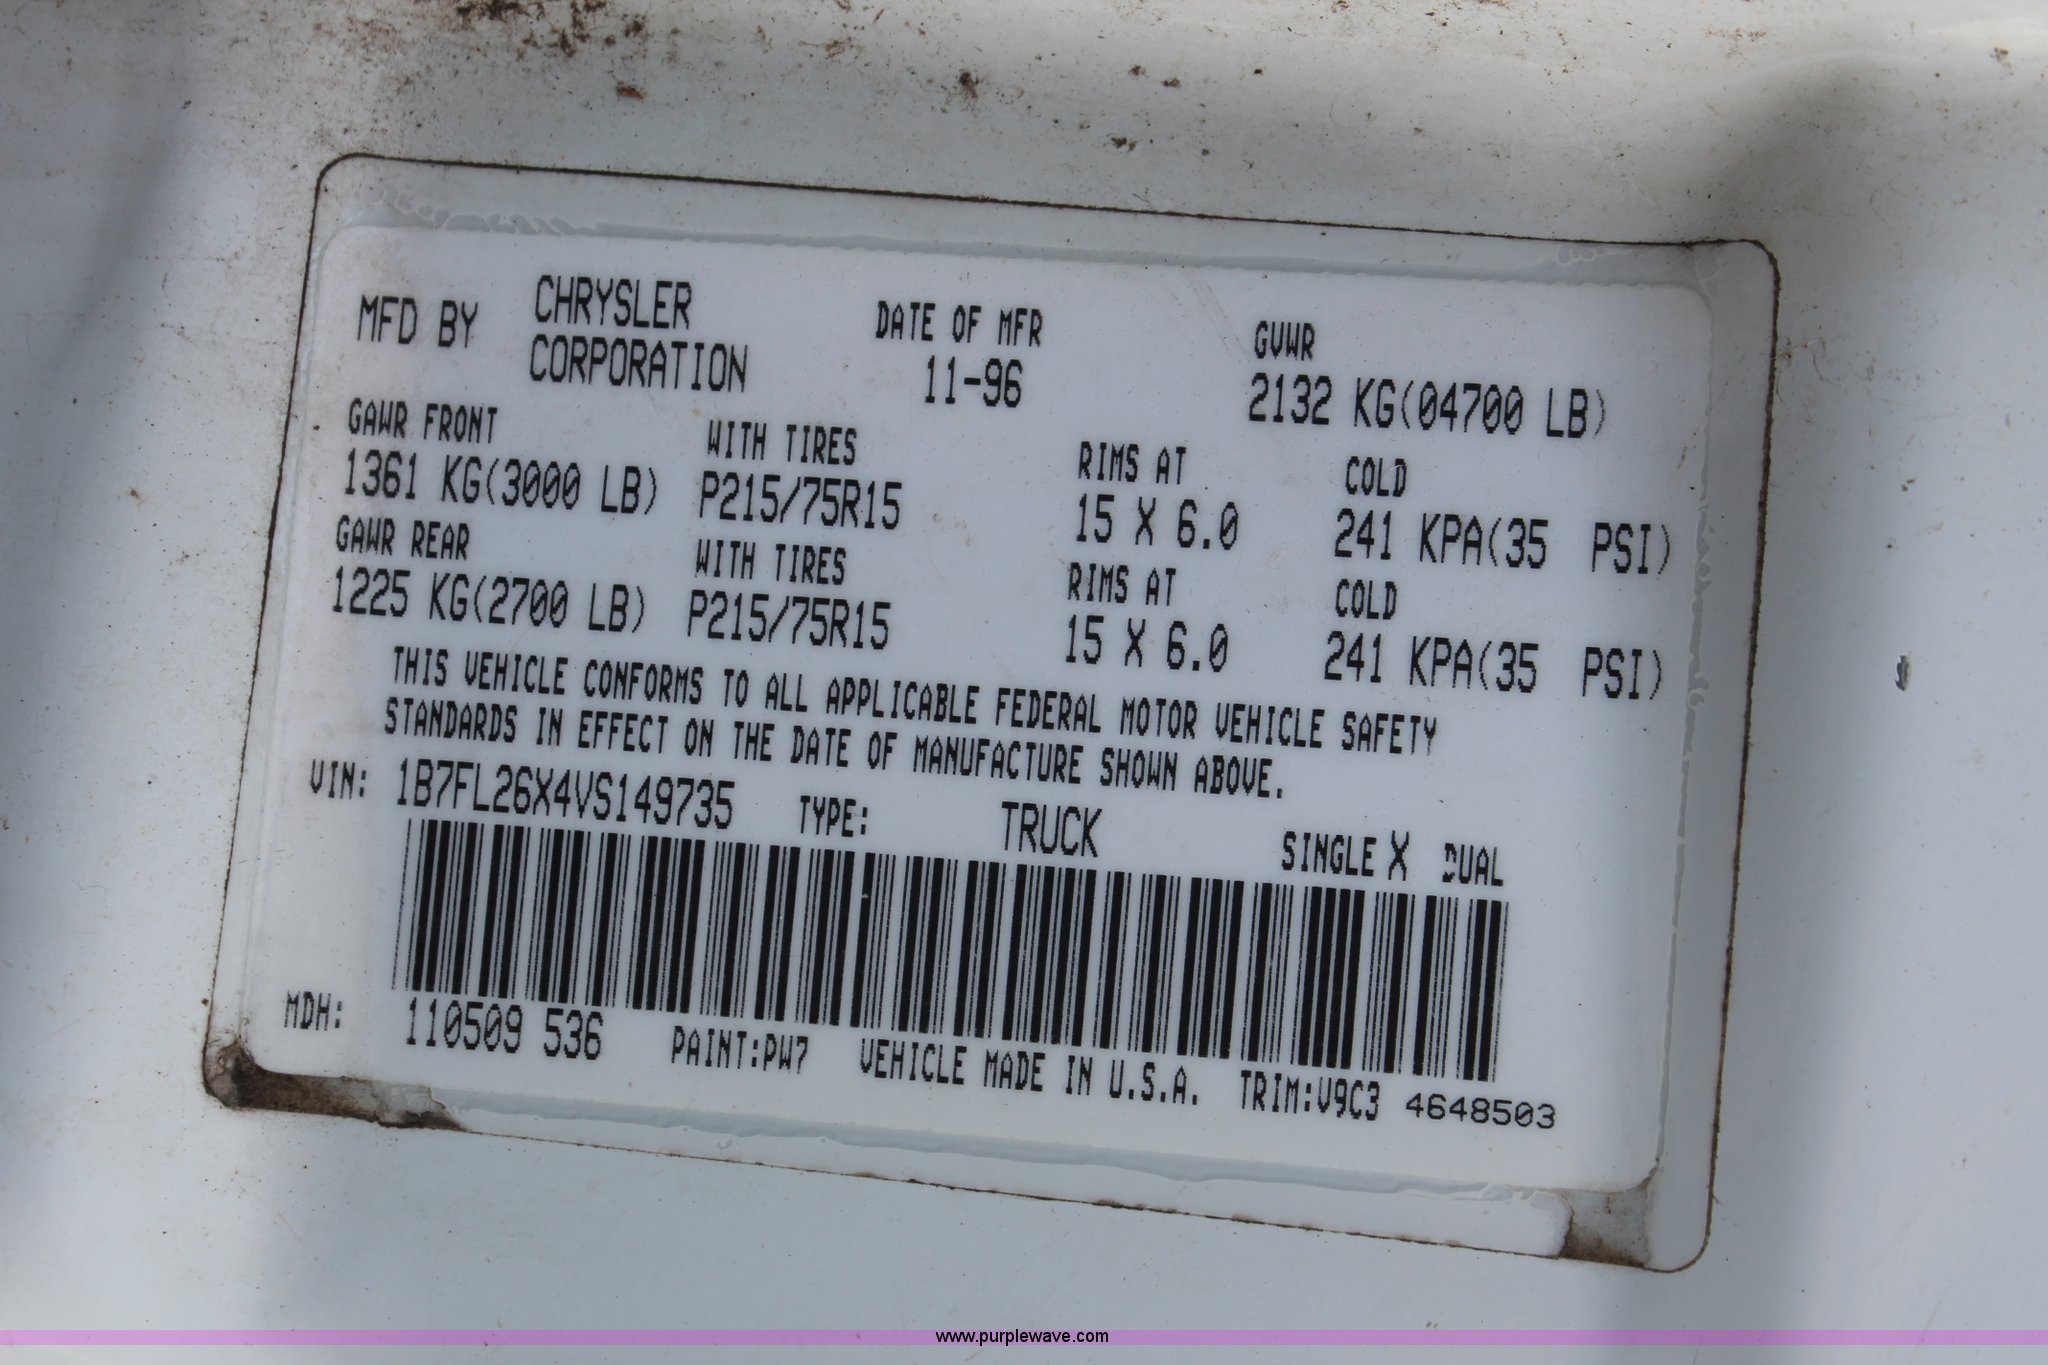 MFD BY CHRYSLER CORPORATION DATE OF MFR 11-96 GVWR 2132 KG(04700 LB)
GAWR FRONT WITH TIRES RIMS AT COLD
1361 KG(3000 LB) P215/75R15 15 X 6.0 241 KPA(35 PSI)
GAWR REAR WITH TIRES RIMS AT COLD
1225 KG(2700 LB) P215/75R15 15 X 6.0 241 KPA(35 PSI)
THIS VEHICLE CONFORMS TO ALL APPLICABLE FEDERAL MOTOR VEHICLE SAFETY
STANDARDS IN EFFECT ON THE DATE OF MANUFACTURE SHOWN ABOVE.
VIN: 1B7FL26X4VS149735 TYPE: TRUCK SINGLE X DUAL
MDH: 110509 536 PAINT:PW7 VEHICLE MADE IN U.S.A. TRIM:V9C3 4648503
www.purplewave.com